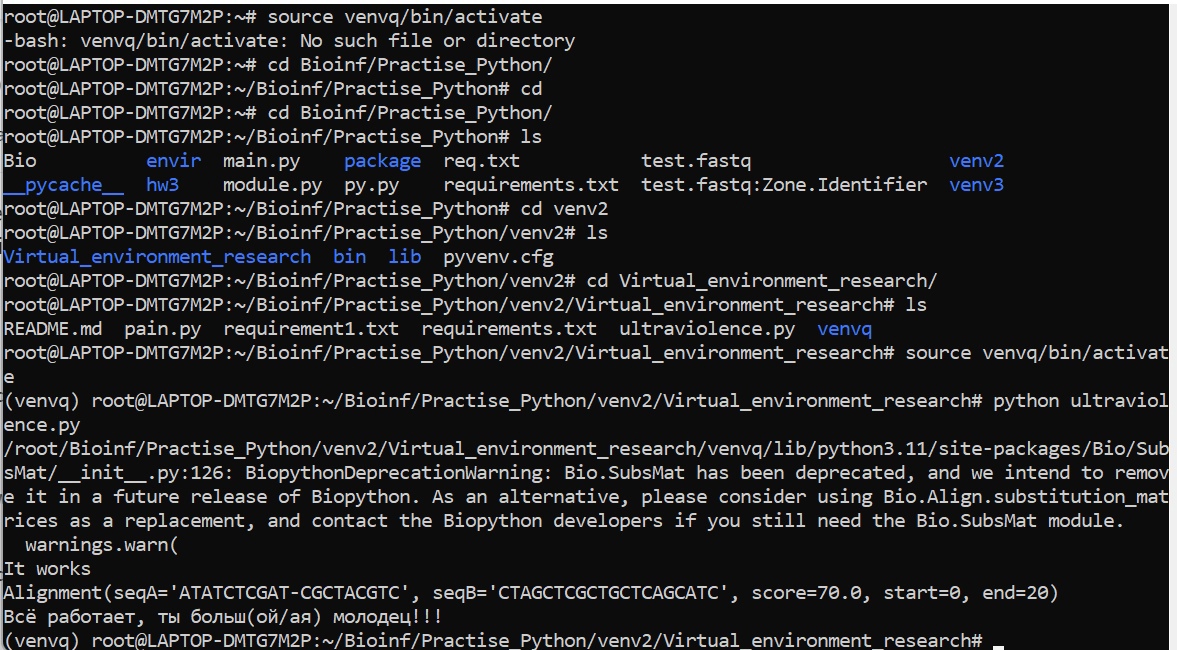 root@LAPTOP-DMTG7M2P:~# source venvq/bin/activate
-bash: venvq/bin/activate: No such file or directory
root@LAPTOP-DMTG7M2P:~# cd Bioinf/Practise_Python/
root@LAPTOP-DMTG7M2P:~/Bioinf/Practise_Python# cd
root@LAPTOP-DMTG7M2P:~# cd Bioinf/Practise_Python/
root@LAPTOP-DMTG7M2P:~/Bioinf/Practise_Python# ls
Bio          envir  main.py    package  req.txt           test.fastq                  venv2
__pycache__  hw3    module.py  py.py    requirements.txt  test.fastq:Zone.Identifier  venv3
root@LAPTOP-DMTG7M2P:~/Bioinf/Practise_Python# cd venv2
root@LAPTOP-DMTG7M2P:~/Bioinf/Practise_Python/venv2# ls
Virtual_environment_research  bin  lib  pyvenv.cfg
root@LAPTOP-DMTG7M2P:~/Bioinf/Practise_Python/venv2# cd Virtual_environment_research/
root@LAPTOP-DMTG7M2P:~/Bioinf/Practise_Python/venv2/Virtual_environment_research# ls
README.md  pain.py  requirement1.txt  requirements.txt  ultraviolence.py  venvq
root@LAPTOP-DMTG7M2P:~/Bioinf/Practise_Python/venv2/Virtual_environment_research# source venvq/bin/activat
e
(venvq) root@LAPTOP-DMTG7M2P:~/Bioinf/Practise_Python/venv2/Virtual_environment_research# python ultraviol
ence.py
/root/Bioinf/Practise_Python/venv2/Virtual_environment_research/venvq/lib/python3.11/site-packages/Bio/Sub
sMat/__init__.py:126: BiopythonDeprecationWarning: Bio.SubsMat has been deprecated, and we intend to remov
e it in a future release of Biopython. As an alternative, please consider using Bio.Align.substitution_mat
rices as a replacement, and contact the Biopython developers if you still need the Bio.SubsMat module.
  warnings.warn(
It works
Alignment(seqA='ATATCTCGAT-CGCTACGTC', seqB='CTAGCTCGCTGCTCAGCATC', score=70.0, start=0, end=20)
Всё работает, ты больш(ой/ая) молодец!!!
(venvq) root@LAPTOP-DMTG7M2P:~/Bioinf/Practise_Python/venv2/Virtual_environment_research#